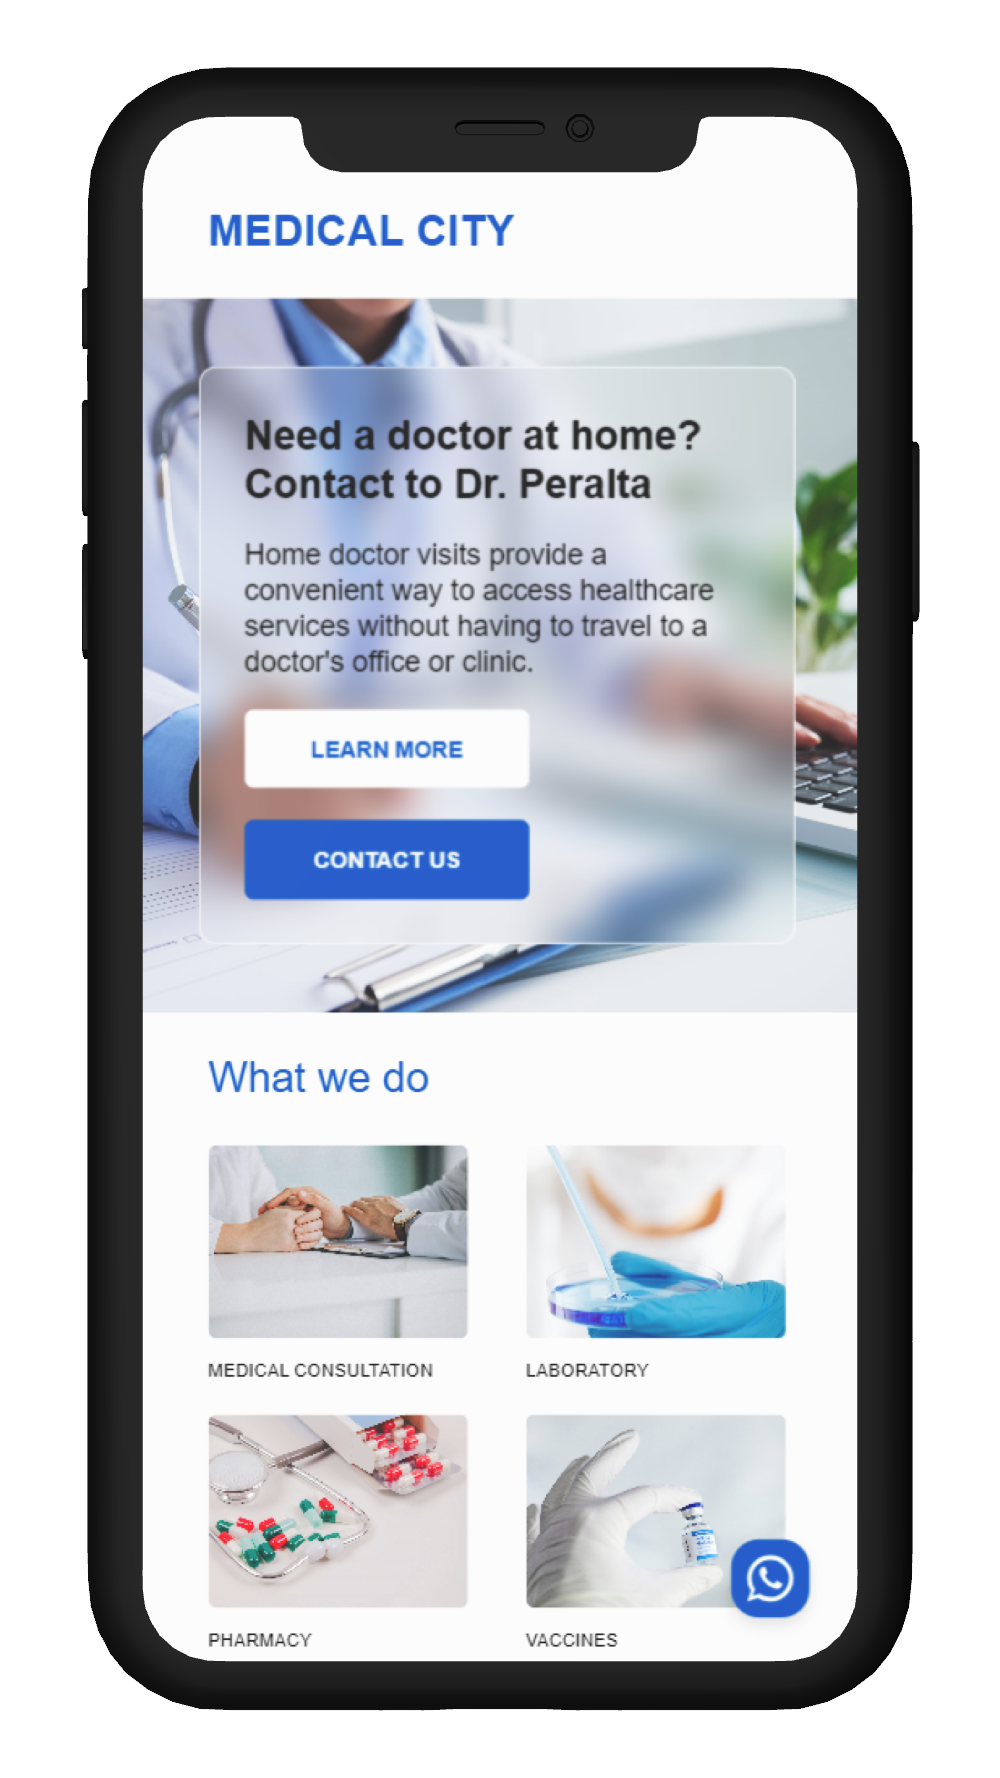 MEDICAL CITY
Need a doctor at home?
Contact to Dr. Peralta
Home doctor visits provide a
convenient way to access healthcare
services without having to travel to a
doctor's office or clinic.
LEARN MORE
CONTACT US
What we do
MEDICAL CONSULTATION
LABORATORY
PHARMACY
VACCINES